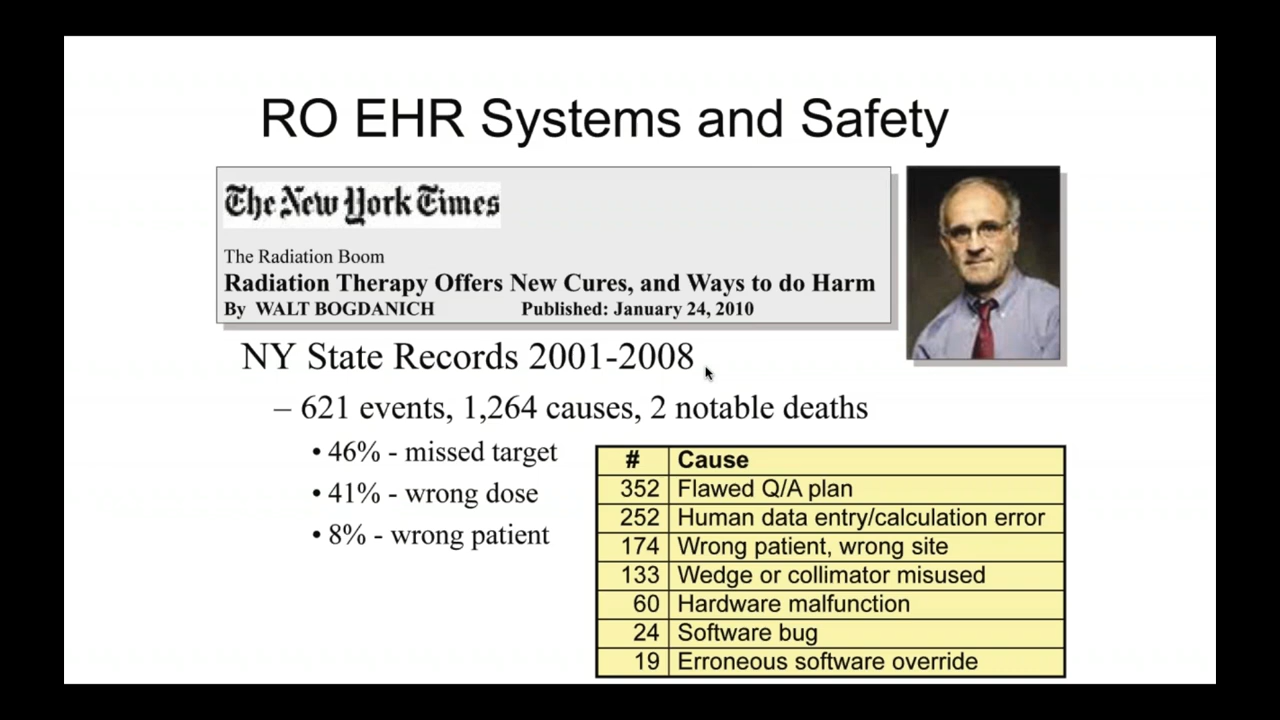 RO EHR Systems and Safety
The New York Times
The Radiation Boom
Radiation Therapy Offers New Cures, and Ways to do Harm
By WALT BOGDANICH Published: January 24, 2010
NY State Records 2001-2008
– 621 events, 1,264 causes, 2 notable deaths
• 46% - missed target
• 41% - wrong dose
• 8% - wrong patient
# Cause
352 Flawed Q/A plan
252 Human data entry/calculation error
174 Wrong patient, wrong site
133 Wedge or collimator misused
60 Hardware malfunction
24 Software bug
19 Erroneous software override